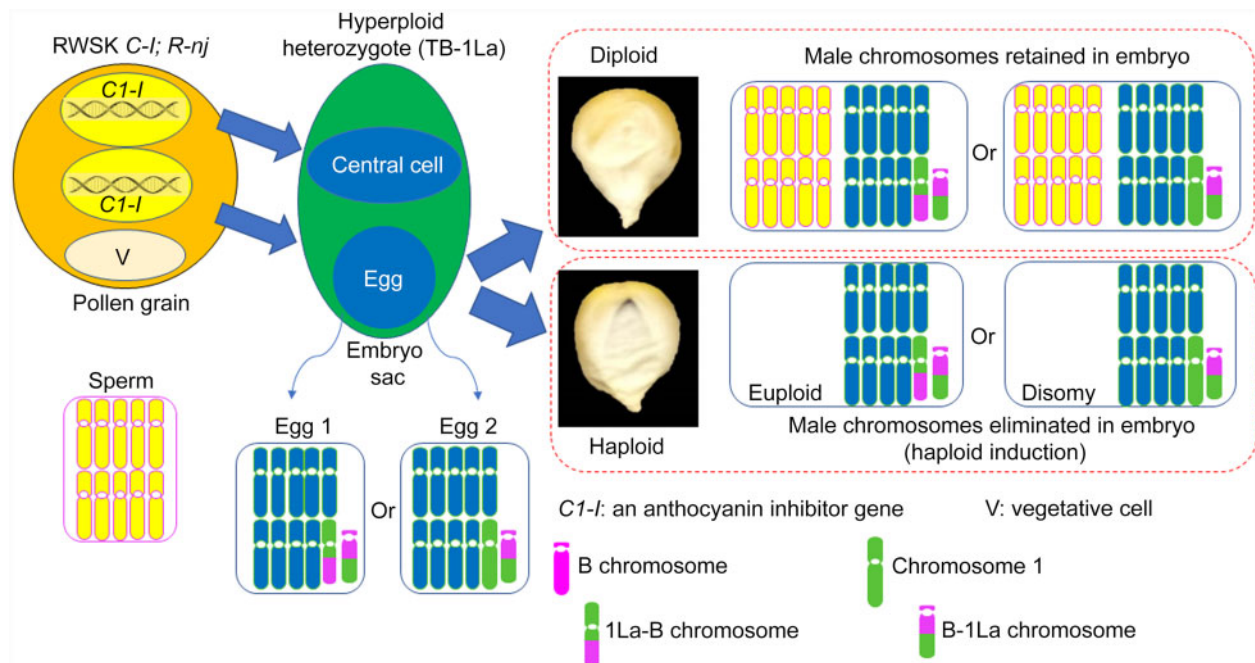 RWSK C-I; R-nj
C1-I
C1-I
V
Pollen grain
Hyperploid
heterozygote (TB-1La)
Central cell
Egg
Embryo
sac
Sperm
Egg 1
Or
Egg 2
Diploid
Male chromosomes retained in embryo
Or
Haploid
Euploid
Or
Disomy
Male chromosomes eliminated in embryo
(haploid induction)
C1-I: an anthocyanin inhibitor gene
V: vegetative cell
B chromosome
Chromosome 1
1La-B chromosome
B-1La chromosome